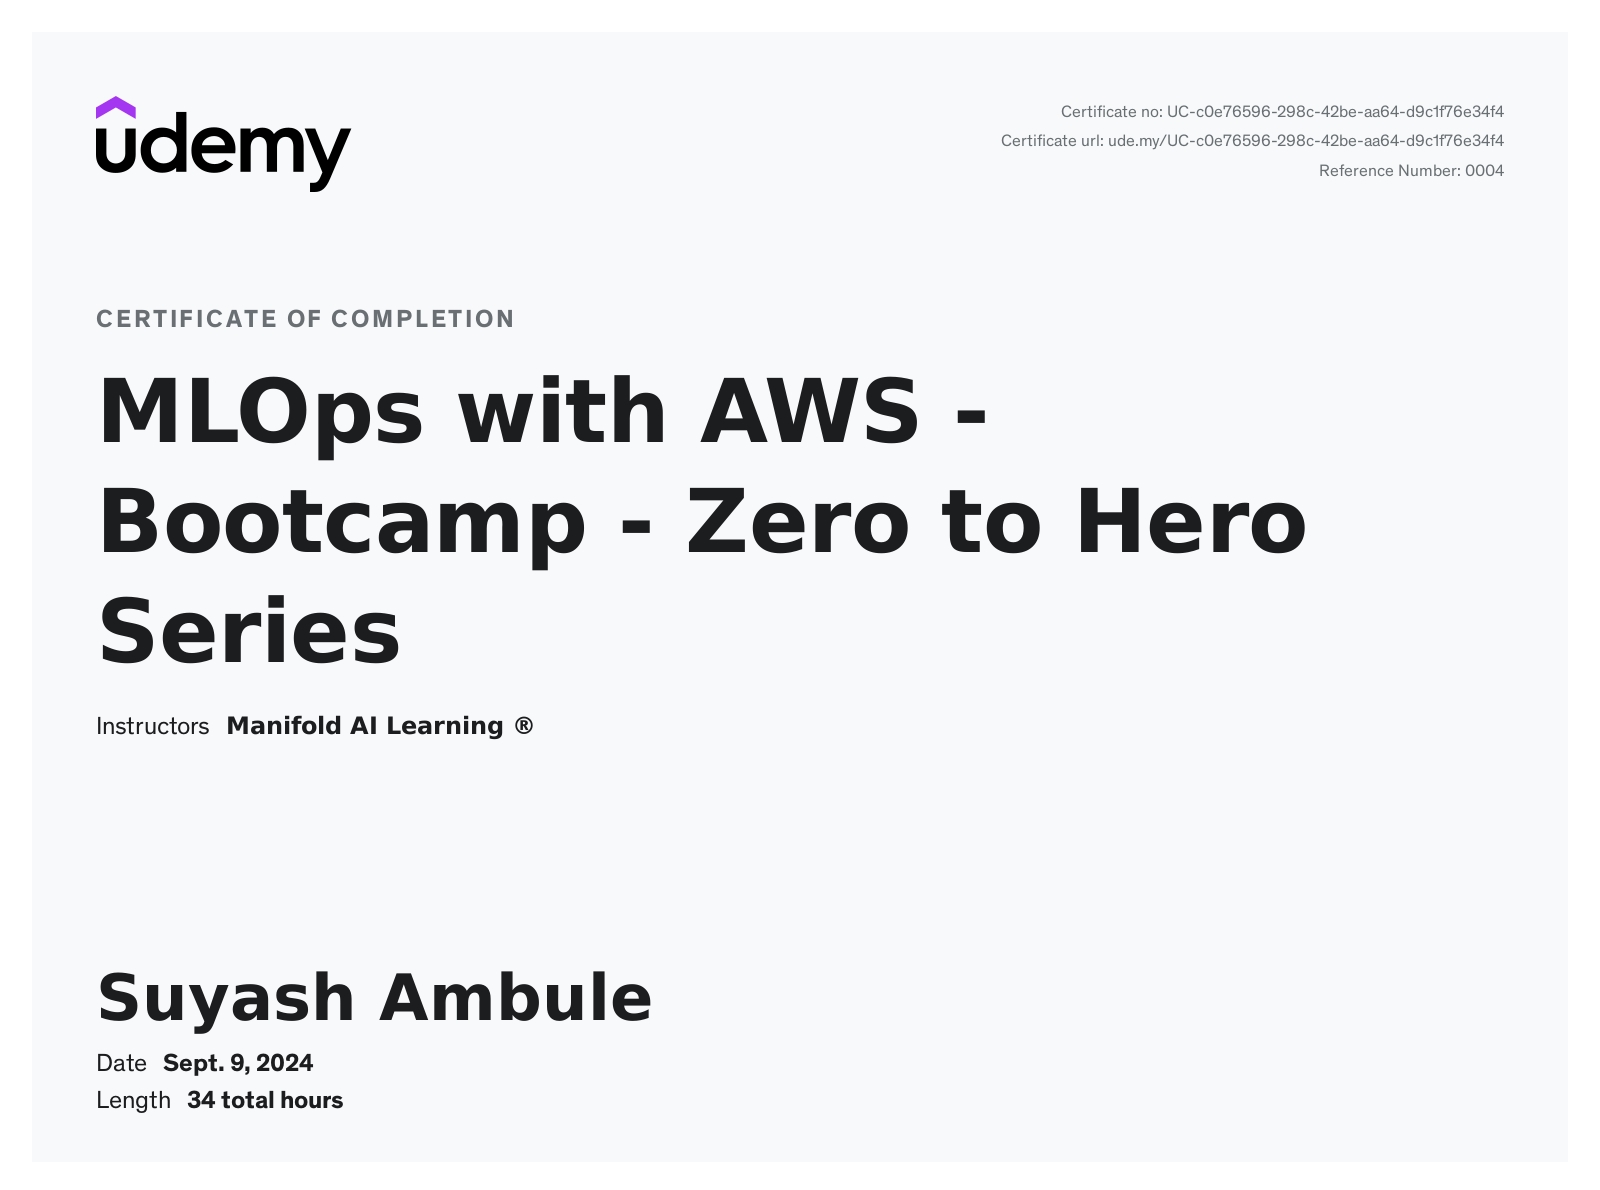 udemy
Certificate no: UC-c0e76596-298c-42be-aa64-d9c1f76e34f4
Certificate url: ude.my/UC-c0e76596-298c-42be-aa64-d9c1f76e34f4
Reference Number: 0004
CERTIFICATE OF COMPLETION
MLOps with AWS -
Bootcamp - Zero to Hero
Series
Instructors Manifold AI Learning ®
Suyash Ambule
Date Sept. 9, 2024
Length 34 total hours